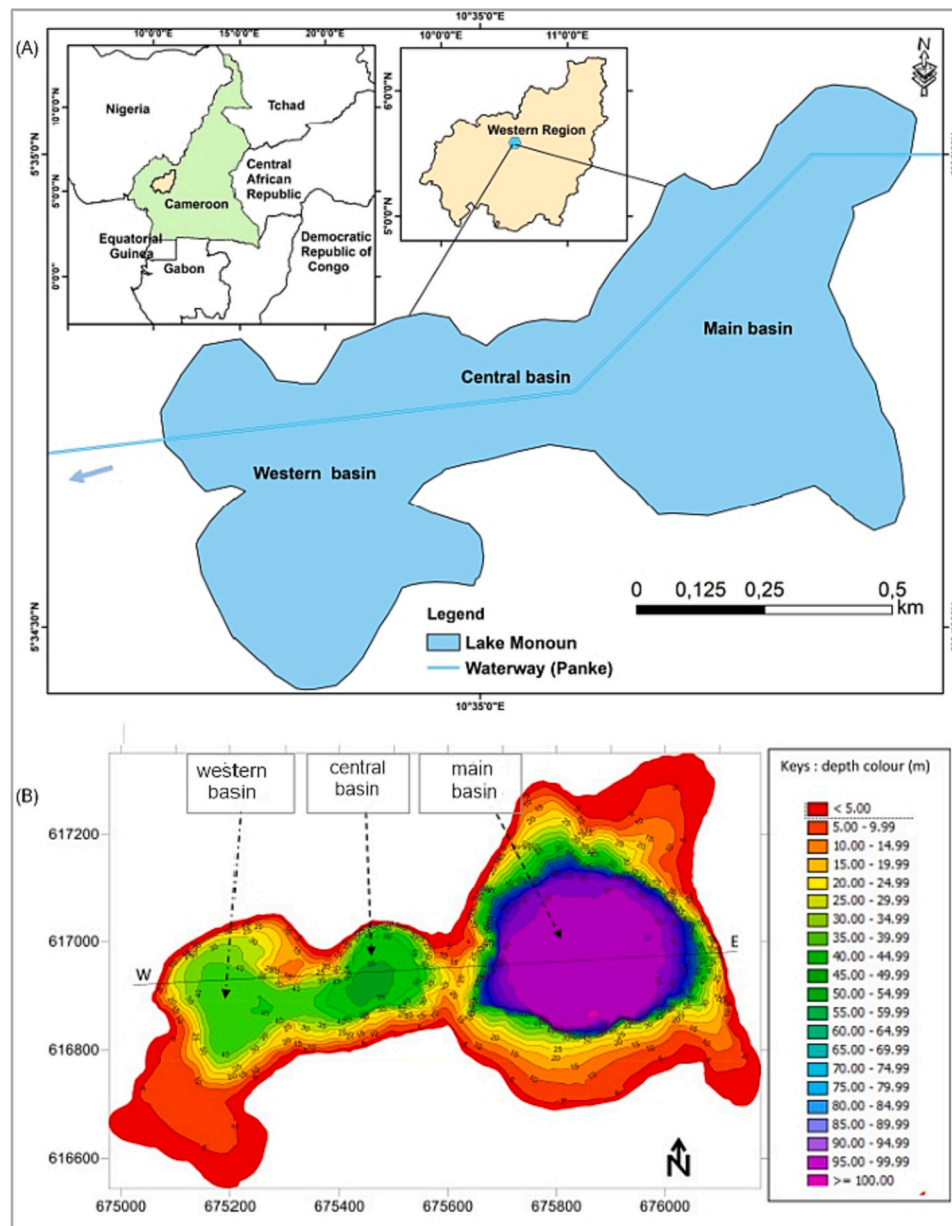 (A)
10°35'0"E
10°0'0"E
15°0'0"E
20°0'0"E
10°0'0"N
5°0'0"N
0°0'0"
Nigeria
Tchad
Central
African
Republic
Cameroon
Equatorial
Guinea
Gabon
Democratic
Republic of
Congo
10°0'0"E
11°0'0"E
6°0'0"N
5°0'0"N
Western Region
N
5°35'0"N
5°34'30"N
Main basin
Central basin
Western basin
0
0,125
0,25
0,5
km
Legend
Lake Monoun
Waterway (Panke)
10°35'0"E
(B)
western
basin
central
basin
main
basin
W
E
617200
617000
616800
616600
675000
675200
675400
675600
675800
676000
N
Keys : depth colour (m)
< 5.00
5.00 - 9.99
10.00 - 14.99
15.00 - 19.99
20.00 - 24.99
25.00 - 29.99
30.00 - 34.99
35.00 - 39.99
40.00 - 44.99
45.00 - 49.99
50.00 - 54.99
55.00 - 59.99
60.00 - 64.99
65.00 - 69.99
70.00 - 74.99
75.00 - 79.99
80.00 - 84.99
85.00 - 89.99
90.00 - 94.99
95.00 - 99.99
>= 100.00